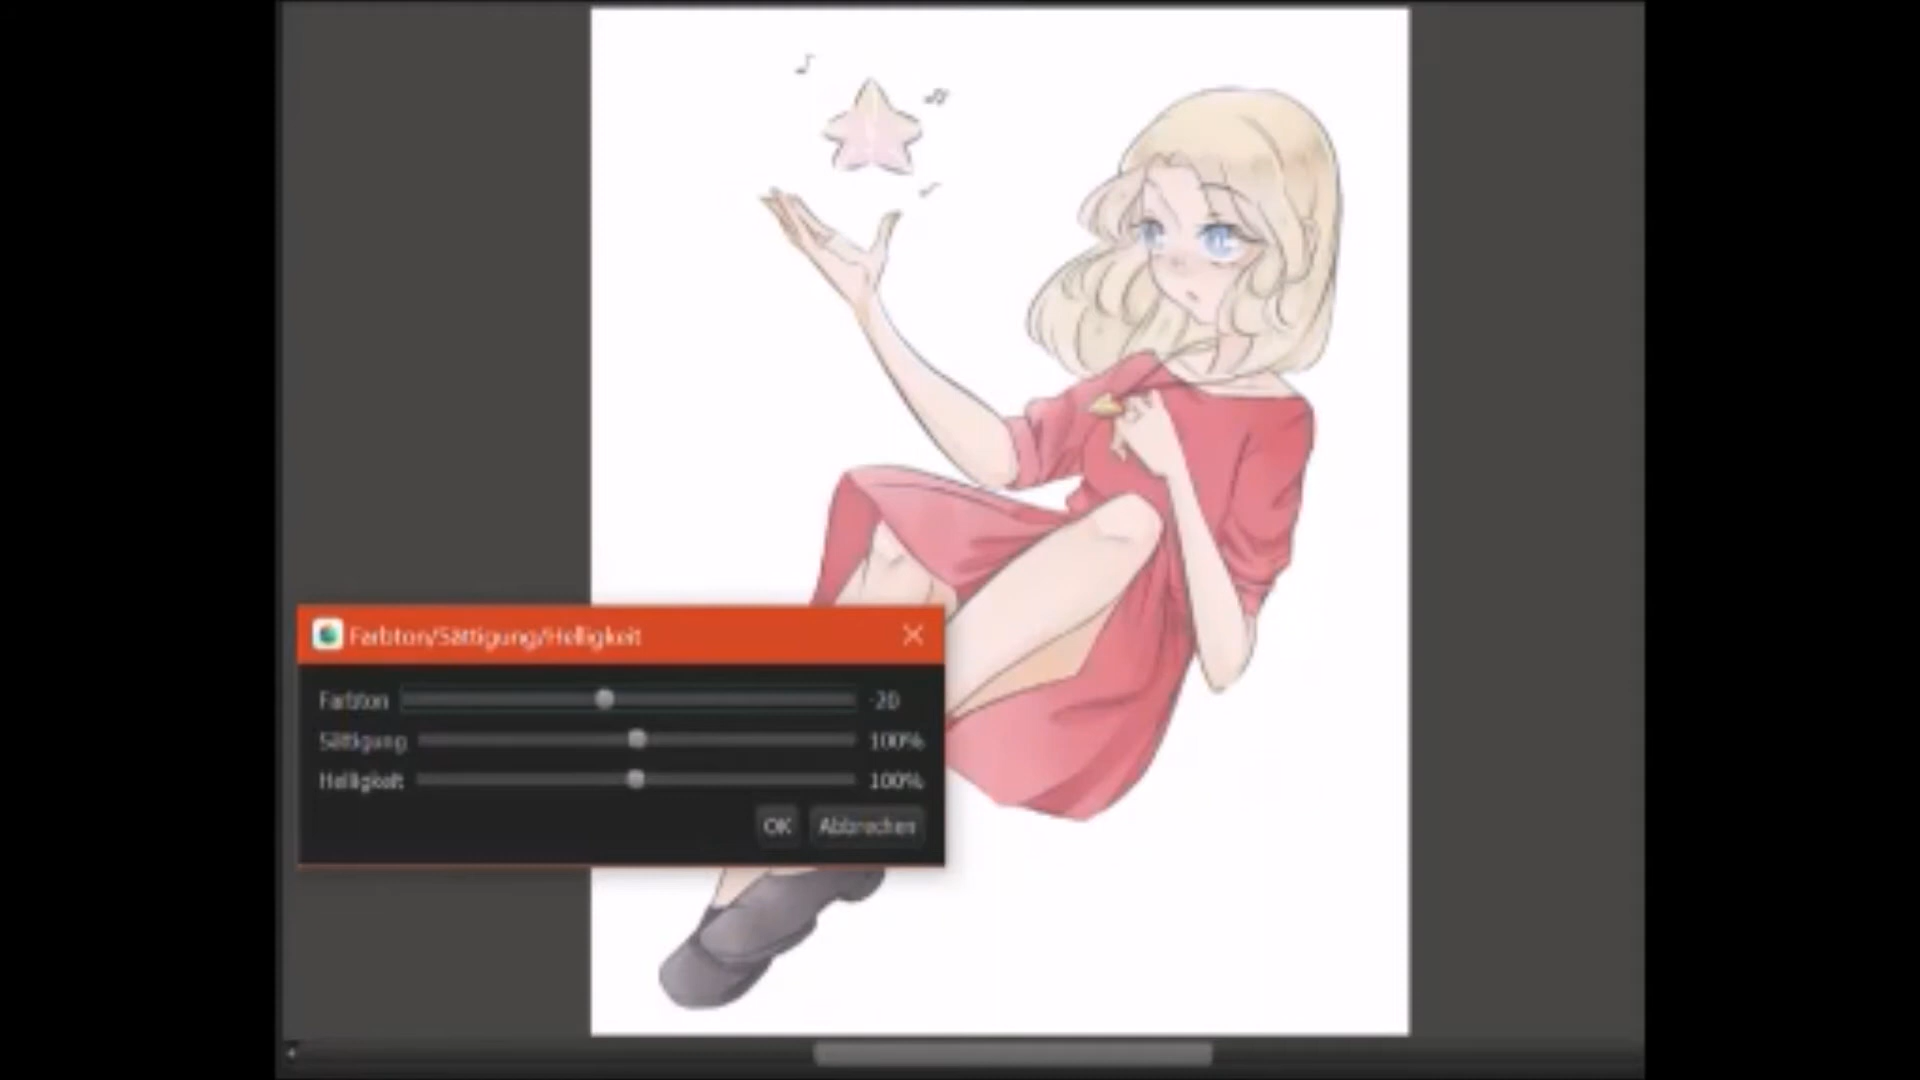 Farbton/Sättigung/Helligkeit
Farbton -20
Sättigung 100%
Helligkeit 100%
OK Abbrechen